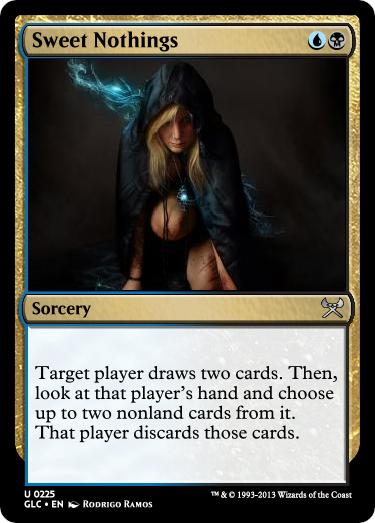 Sweet Nothings
Sorcery
Target player draws two cards. Then,
look at that player's hand and choose
up to two nonland cards from it.
That player discards those cards.
U 0225
GLC • EN Rodrigo Ramos
™ & © 1993-2013 Wizards of the Coast